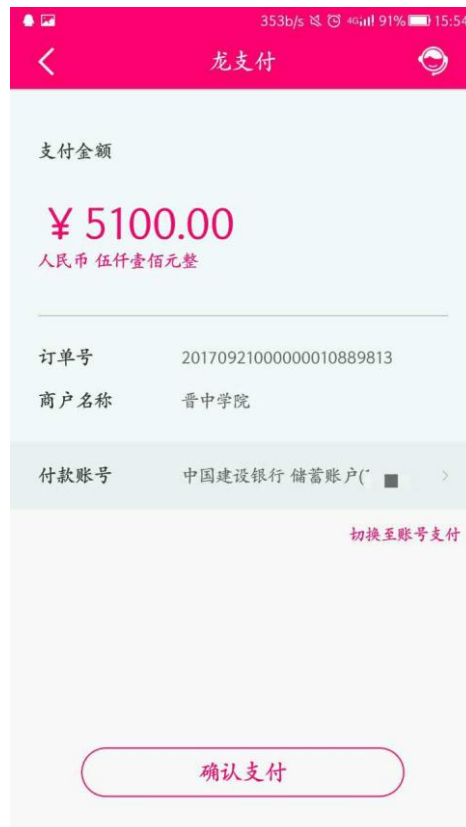 353b/s 4G 91% 15:54
龙支付
支付金额
¥ 5100.00
人民币 伍仟壹佰元整
订单号 20170921000000010889813
商户名称 晋中学院
付款账号 中国建设银行 储蓄账户(
切换至账号支付
确认支付